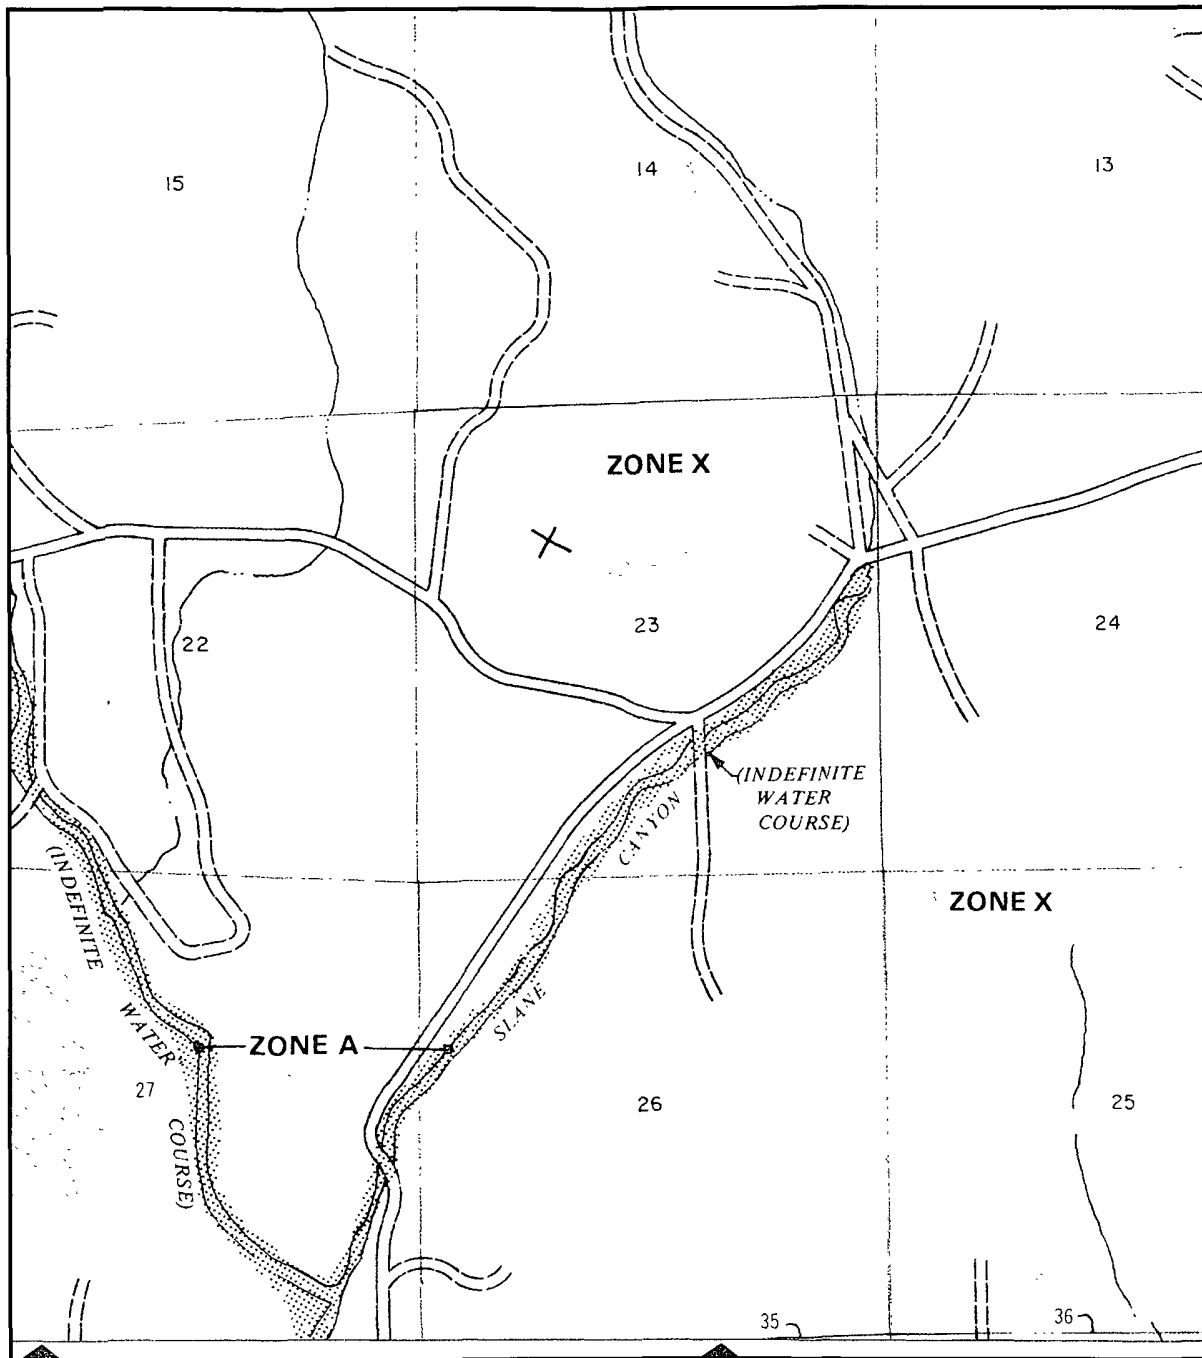 15
14
13
ZONE X
22
23
24
(INDEFINITE
WATER
COURSE)
CANYON
SLANE
ZONE X
(INDEFINITE
WATER
COURSE)
ZONE A
27
26
25
35
36